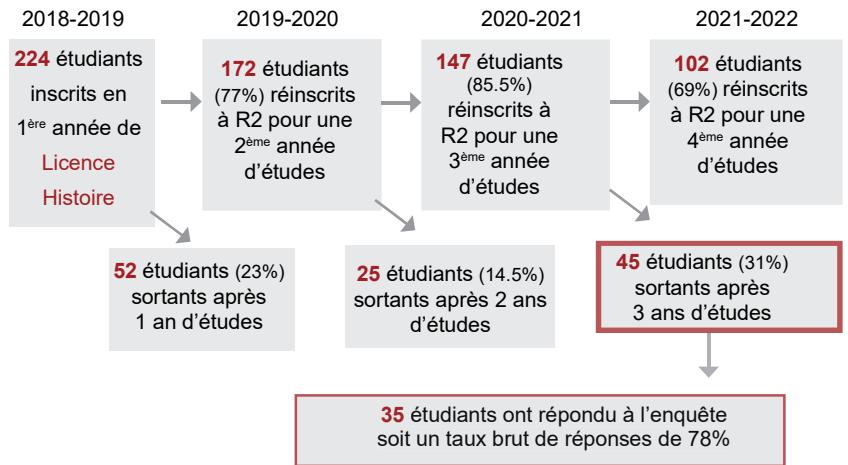 2018-2019
2019-2020
2020-2021
2021-2022
224 étudiants
inscrits en
1ère année de
Licence
Histoire
172 étudiants
(77%) réinscrits
à R2 pour une
2ème année
d’études
147 étudiants
(85.5%)
réinscrits à
R2 pour une
3ème année
d’études
102 étudiants
(69%) réinscrits
à R2 pour une
4ème année
d’études
52 étudiants (23%)
sortants après
1 an d’études
25 étudiants (14.5%)
sortants après 2 ans
d’études
45 étudiants (31%)
sortants après
3 ans d’études
35 étudiants ont répondu à l’enquête
soit un taux brut de réponses de 78%